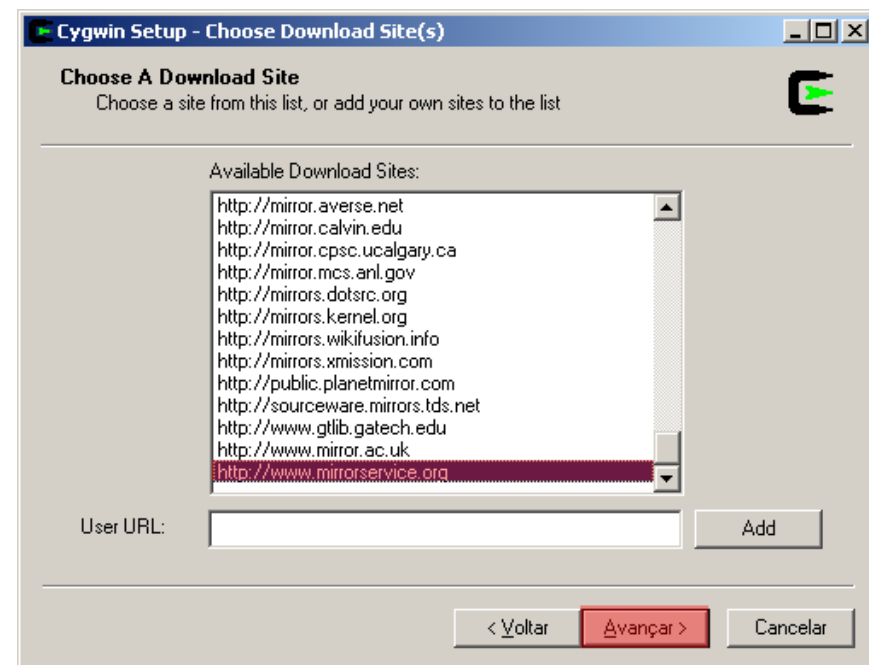 Cygwin Setup - Choose Download Site(s)
Choose A Download Site
Choose a site from this list, or add your own sites to the list
Available Download Sites:
http://mirror.averse.net
http://mirror.calvin.edu
http://mirror.cpsc.ucalgary.ca
http://mirror.mcs.anl.gov
http://mirrors.dotsrc.org
http://mirrors.kernel.org
http://mirrors.wikifusion.info
http://mirrors.xmission.com
http://public.planetmirror.com
http://sourceware.mirrors.tds.net
http://www.gtlib.gatech.edu
http://www.mirror.ac.uk
http://www.mirrorservice.org
User URL:
Add
< Voltar
Avançar >
Cancelar